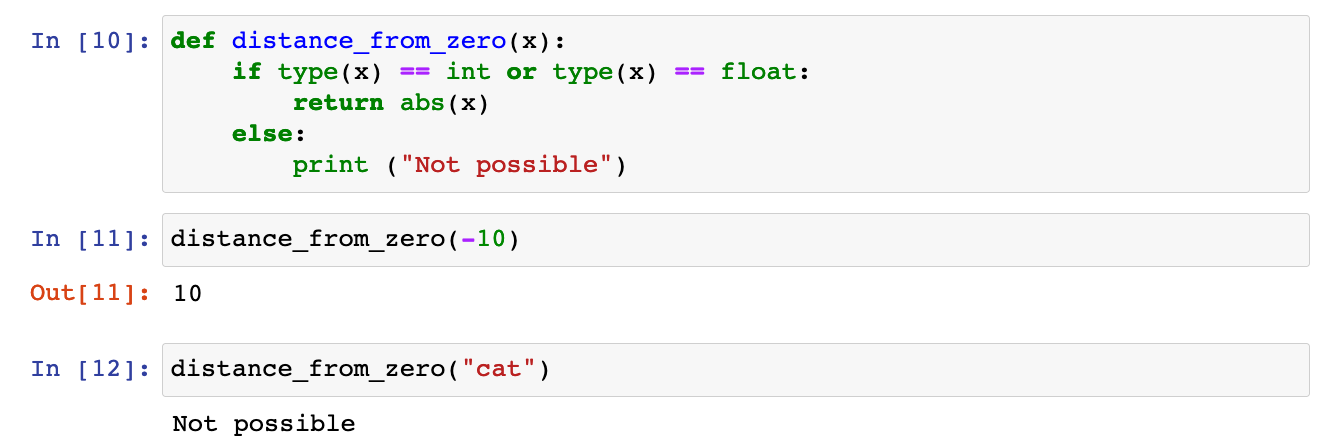 In [10]: def distance_from_zero(x):
    if type(x) == int or type(x) == float:
        return abs(x)
    else:
        print ("Not possible")
In [11]: distance_from_zero(-10)
Out[11]: 10
In [12]: distance_from_zero("cat")
Not possible